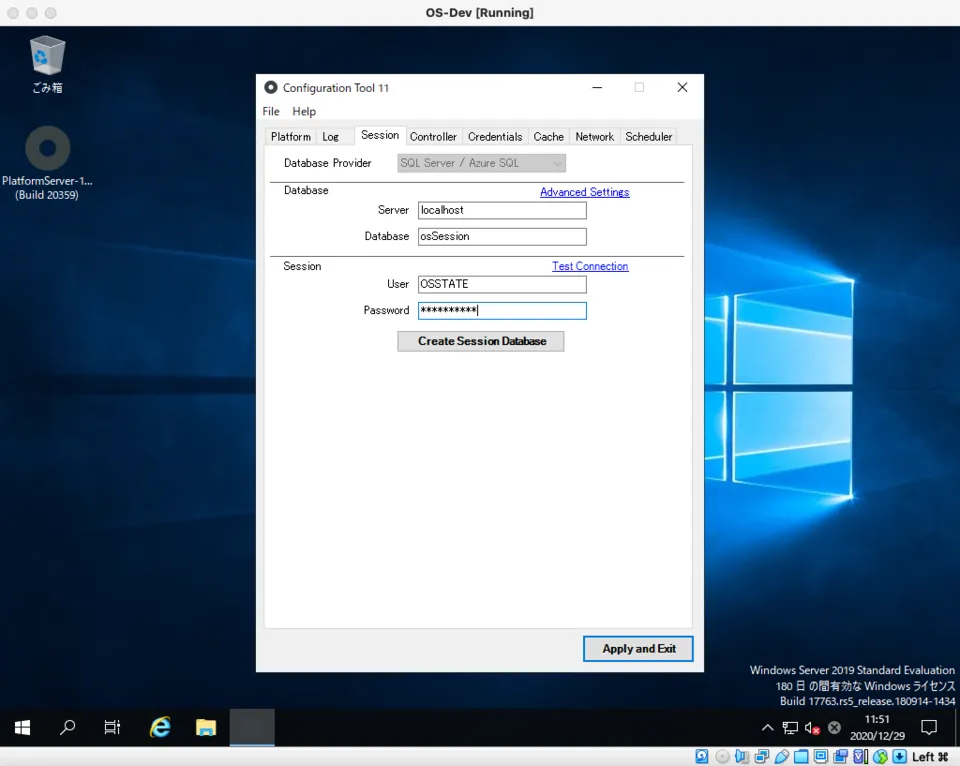 OS-Dev [Running]
ごみ箱
PlatformServer-1...
(Build 20359)
Configuration Tool 11
File Help
Platform Log Session Controller Credentials Cache Network Scheduler
Database Provider SQL Server / Azure SQL
Database Advanced Settings
Server localhost
Database osSession
Session Test Connection
User OSSTATE
Password **********
Create Session Database
Apply and Exit
Windows Server 2019 Standard Evaluation
180 日 の間有効な Windows ライセンス
Build 17763.rs5_release.180914-1434
11:51
2020/12/29
Left ⌘